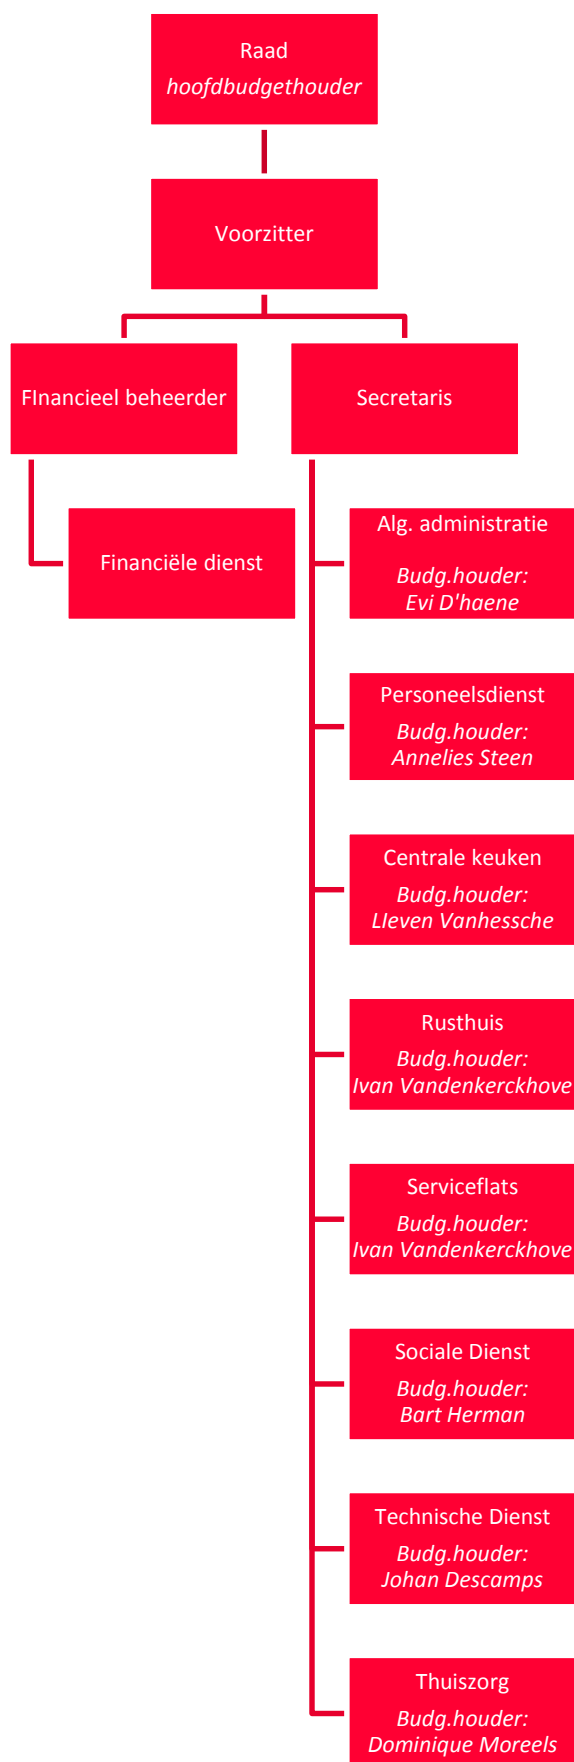 Raad
hoofdbudgethouder
Voorzitter
FInancieel beheerder
Secretaris
Financiële dienst
Alg. administratie
Budg.houder:
Evi D'haene
Personeelsdienst
Budg.houder:
Annelies Steen
Centrale keuken
Budg.houder:
LIeven Vanhessche
Rusthuis
Budg.houder:
Ivan Vandenkerckhove
Serviceflats
Budg.houder:
Ivan Vandenkerckhove
Sociale Dienst
Budg.houder:
Bart Herman
Technische Dienst
Budg.houder:
Johan Descamps
Thuiszorg
Budg.houder:
Dominique Moreels